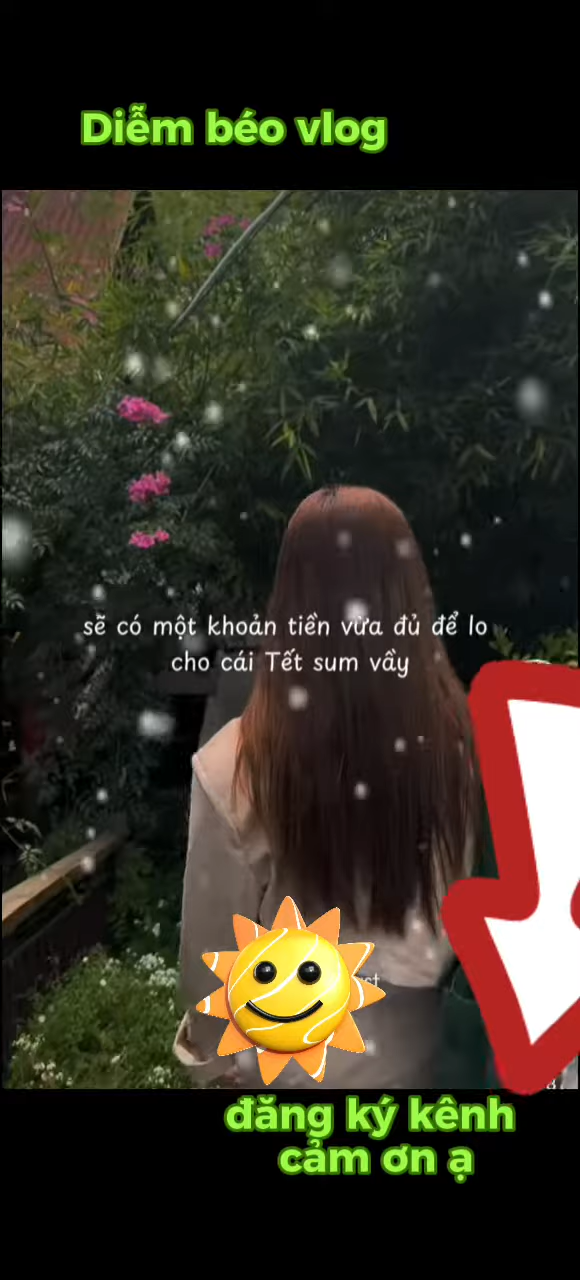 Diễm béo vlog
sẽ có một khoản tiền vừa đủ để lo
cho cái Tết sum vầy
đăng ký kênh
cảm ơn ạ